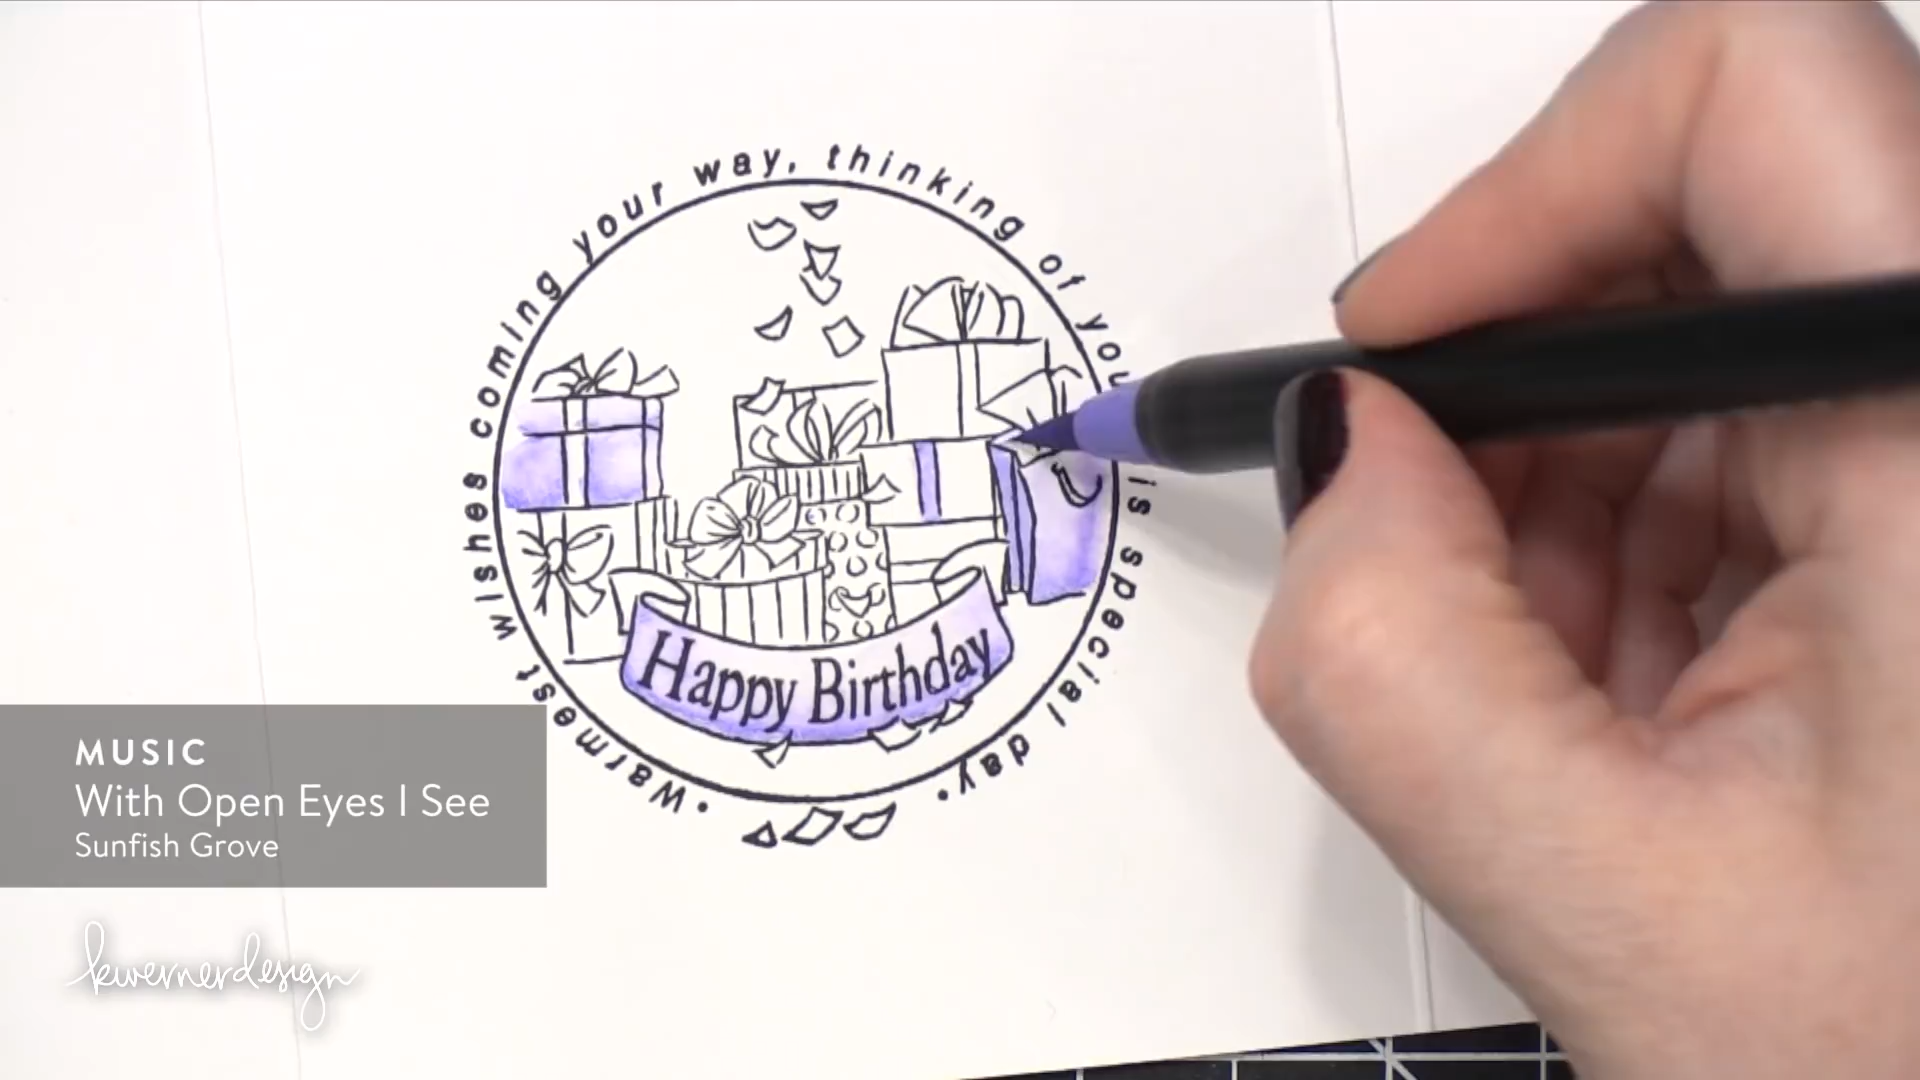 • warmest wishes coming your way, thinking of you is special day. •
Happy Birthday
MUSIC
With Open Eyes I See
Sunfish Grove
kwernerdesign